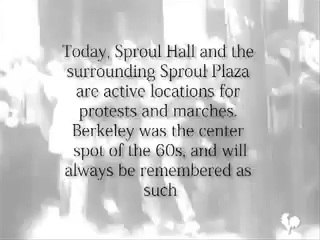 Today, Sproul Hall and the
surrounding Sproul Plaza
are active locations for
protests and marches.
Berkeley was the center
spot of the 60s, and will
always be remembered as
such